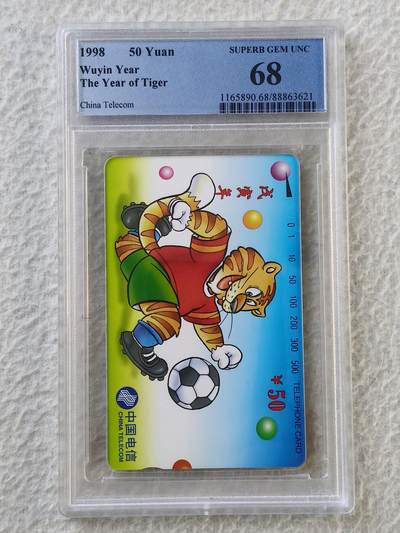 1998 50 Yuan
Wuyin Year
The Year of Tiger
China Telecom
SUPERB GEM UNC
68
1165890.68/88863621
戊寅年
0 1 10 50 100 200 300 500 TELEPHONE CARD
¥50
中国电信
CHINA TELECOM